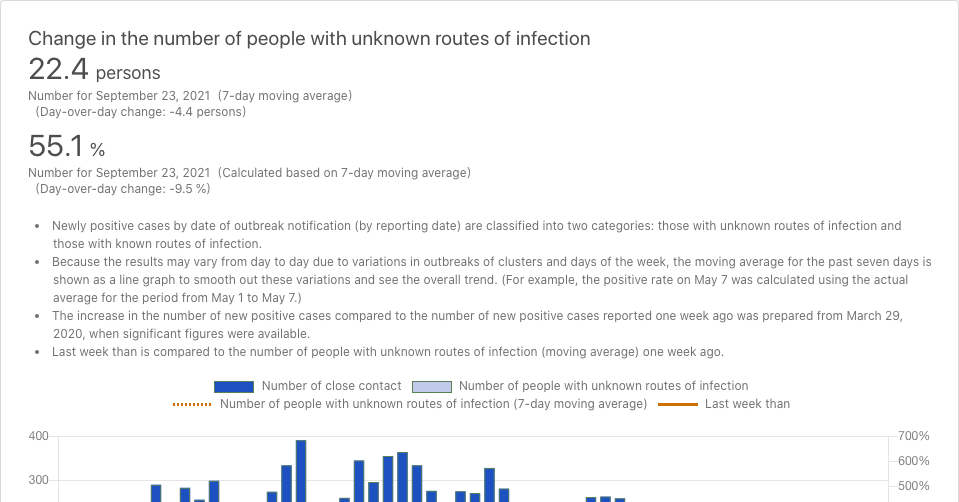 Change in the number of people with unknown routes of infection
22.4 persons
Number for September 23, 2021 (7-day moving average)
(Day-over-day change: -4.4 persons)
55.1 %
Number for September 23, 2021 (Calculated based on 7-day moving average)
(Day-over-day change: -9.5 %)
• Newly positive cases by date of outbreak notification (by reporting date) are classified into two categories: those with unknown routes of infection and
those with known routes of infection.
• Because the results may vary from day to day due to variations in outbreaks of clusters and days of the week, the moving average for the past seven days is
shown as a line graph to smooth out these variations and see the overall trend. (For example, the positive rate on May 7 was calculated using the actual
average for the period from May 1 to May 7.)
• The increase in the number of new positive cases compared to the number of new positive cases reported one week ago was prepared from March 29,
2020, when significant figures were available.
• Last week than is compared to the number of people with unknown routes of infection (moving average) one week ago.
Number of close contact Number of people with unknown routes of infection
Number of people with unknown routes of infection (7-day moving average) Last week than
400 700%
600%
300 500%